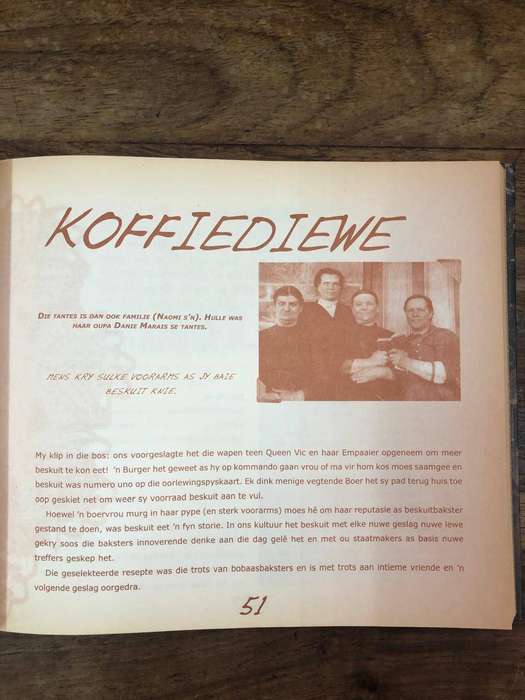 KOFFIEDIEWE
DIE TANTES IS DAN OOK FAMILIE (NAOMI S'N). HULLE WAS
HAAR OUPA DANIE MARAIS SE TANTES.
MENS KRY SULKE VOORARMS AS JY BAIE
BESKUIT KNIE.
My klip in die bos: ons voorgeslagte het die wapen teen Queen Vic en haar Empaaier opgeneem om meer
beskuit te kon eet! 'n Burger het geweet as hy op kommando gaan vrou of ma vir hom kos moes saamgee en
beskuit was numero uno op die oorlewingspyskaart. Ek dink menige vegtende Boer het sy pad terug huis toe
oop geskiet net om weer sy voorraad beskuit aan te vul.
Hoewel 'n boervrou murg in haar pype (en sterk voorarms) moes hê om haar reputasie as beskuitbakster
gestand te doen, was beskuit eet 'n fyn storie. In ons kultuur het beskuit met elke nuwe geslag nuwe lewe
gekry soos die baksters innoverende denke aan die dag gelê het en met ou staatmakers as basis nuwe
treffers geskep het.
Die geselekteerde resepte was die trots van bobaasbaksters en is met trots aan intieme vriende en 'n
volgende geslag oorgedra.
51